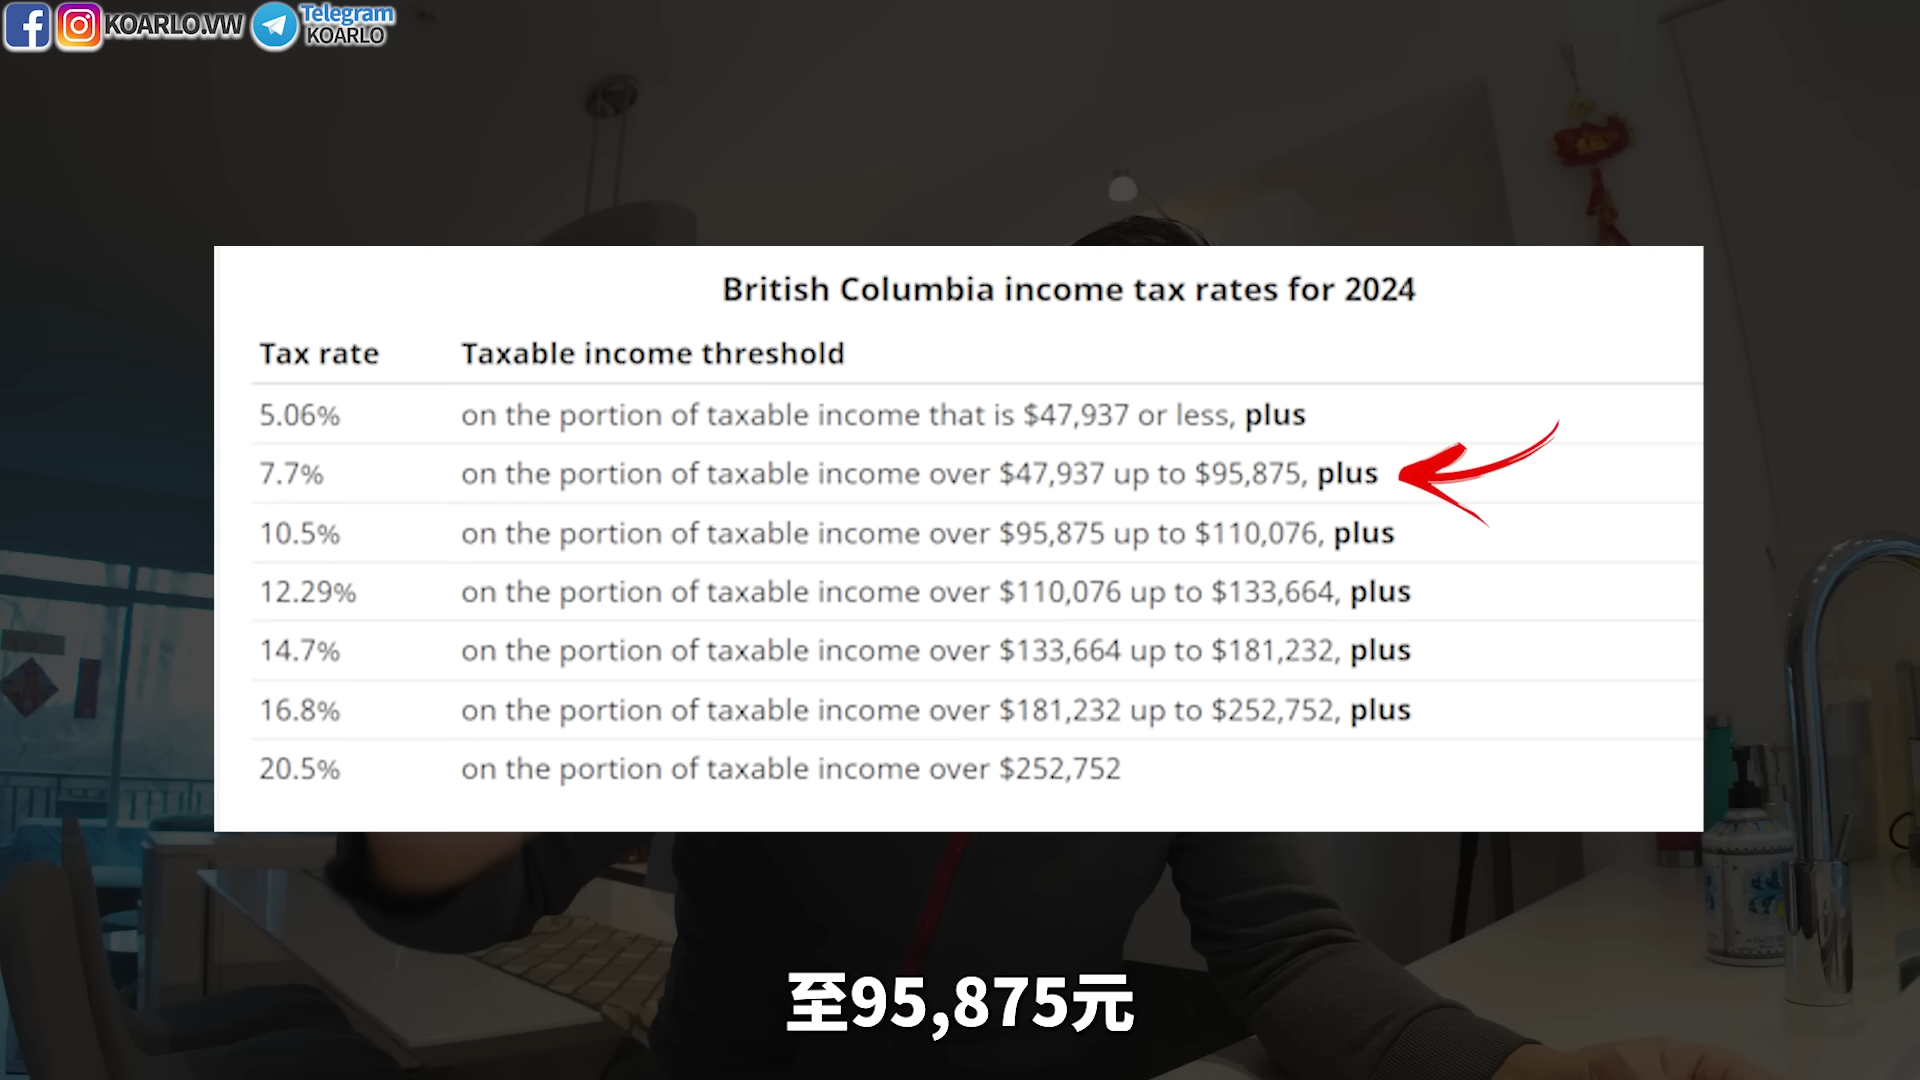 KOARLO.VW
Telegram
KOARLO
British Columbia income tax rates for 2024
Tax rate Taxable income threshold
5.06% on the portion of taxable income that is $47,937 or less, plus
7.7% on the portion of taxable income over $47,937 up to $95,875, plus
10.5% on the portion of taxable income over $95,875 up to $110,076, plus
12.29% on the portion of taxable income over $110,076 up to $133,664, plus
14.7% on the portion of taxable income over $133,664 up to $181,232, plus
16.8% on the portion of taxable income over $181,232 up to $252,752, plus
20.5% on the portion of taxable income over $252,752
至95,875元